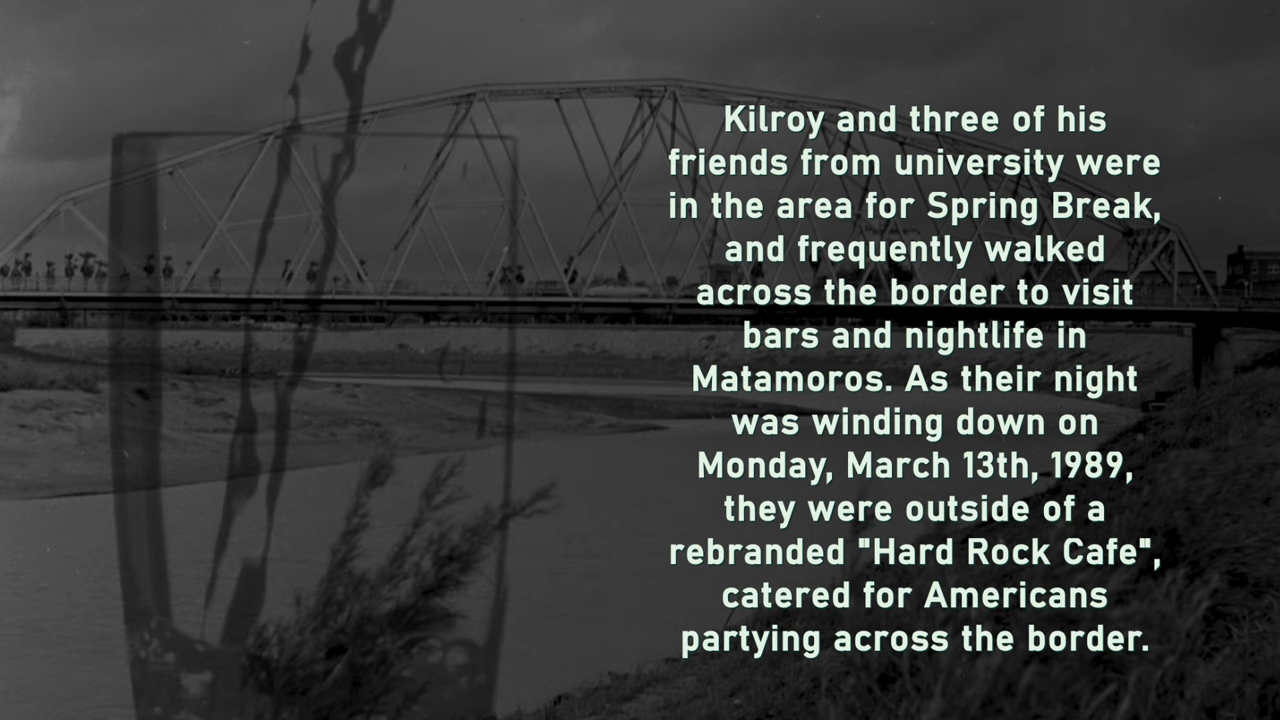 Kilroy and three of his
friends from university were
in the area for Spring Break,
and frequently walked
across the border to visit
bars and nightlife in
Matamoros. As their night
was winding down on
Monday, March 13th, 1989,
they were outside of a
rebranded "Hard Rock Cafe",
catered for Americans
partying across the border.